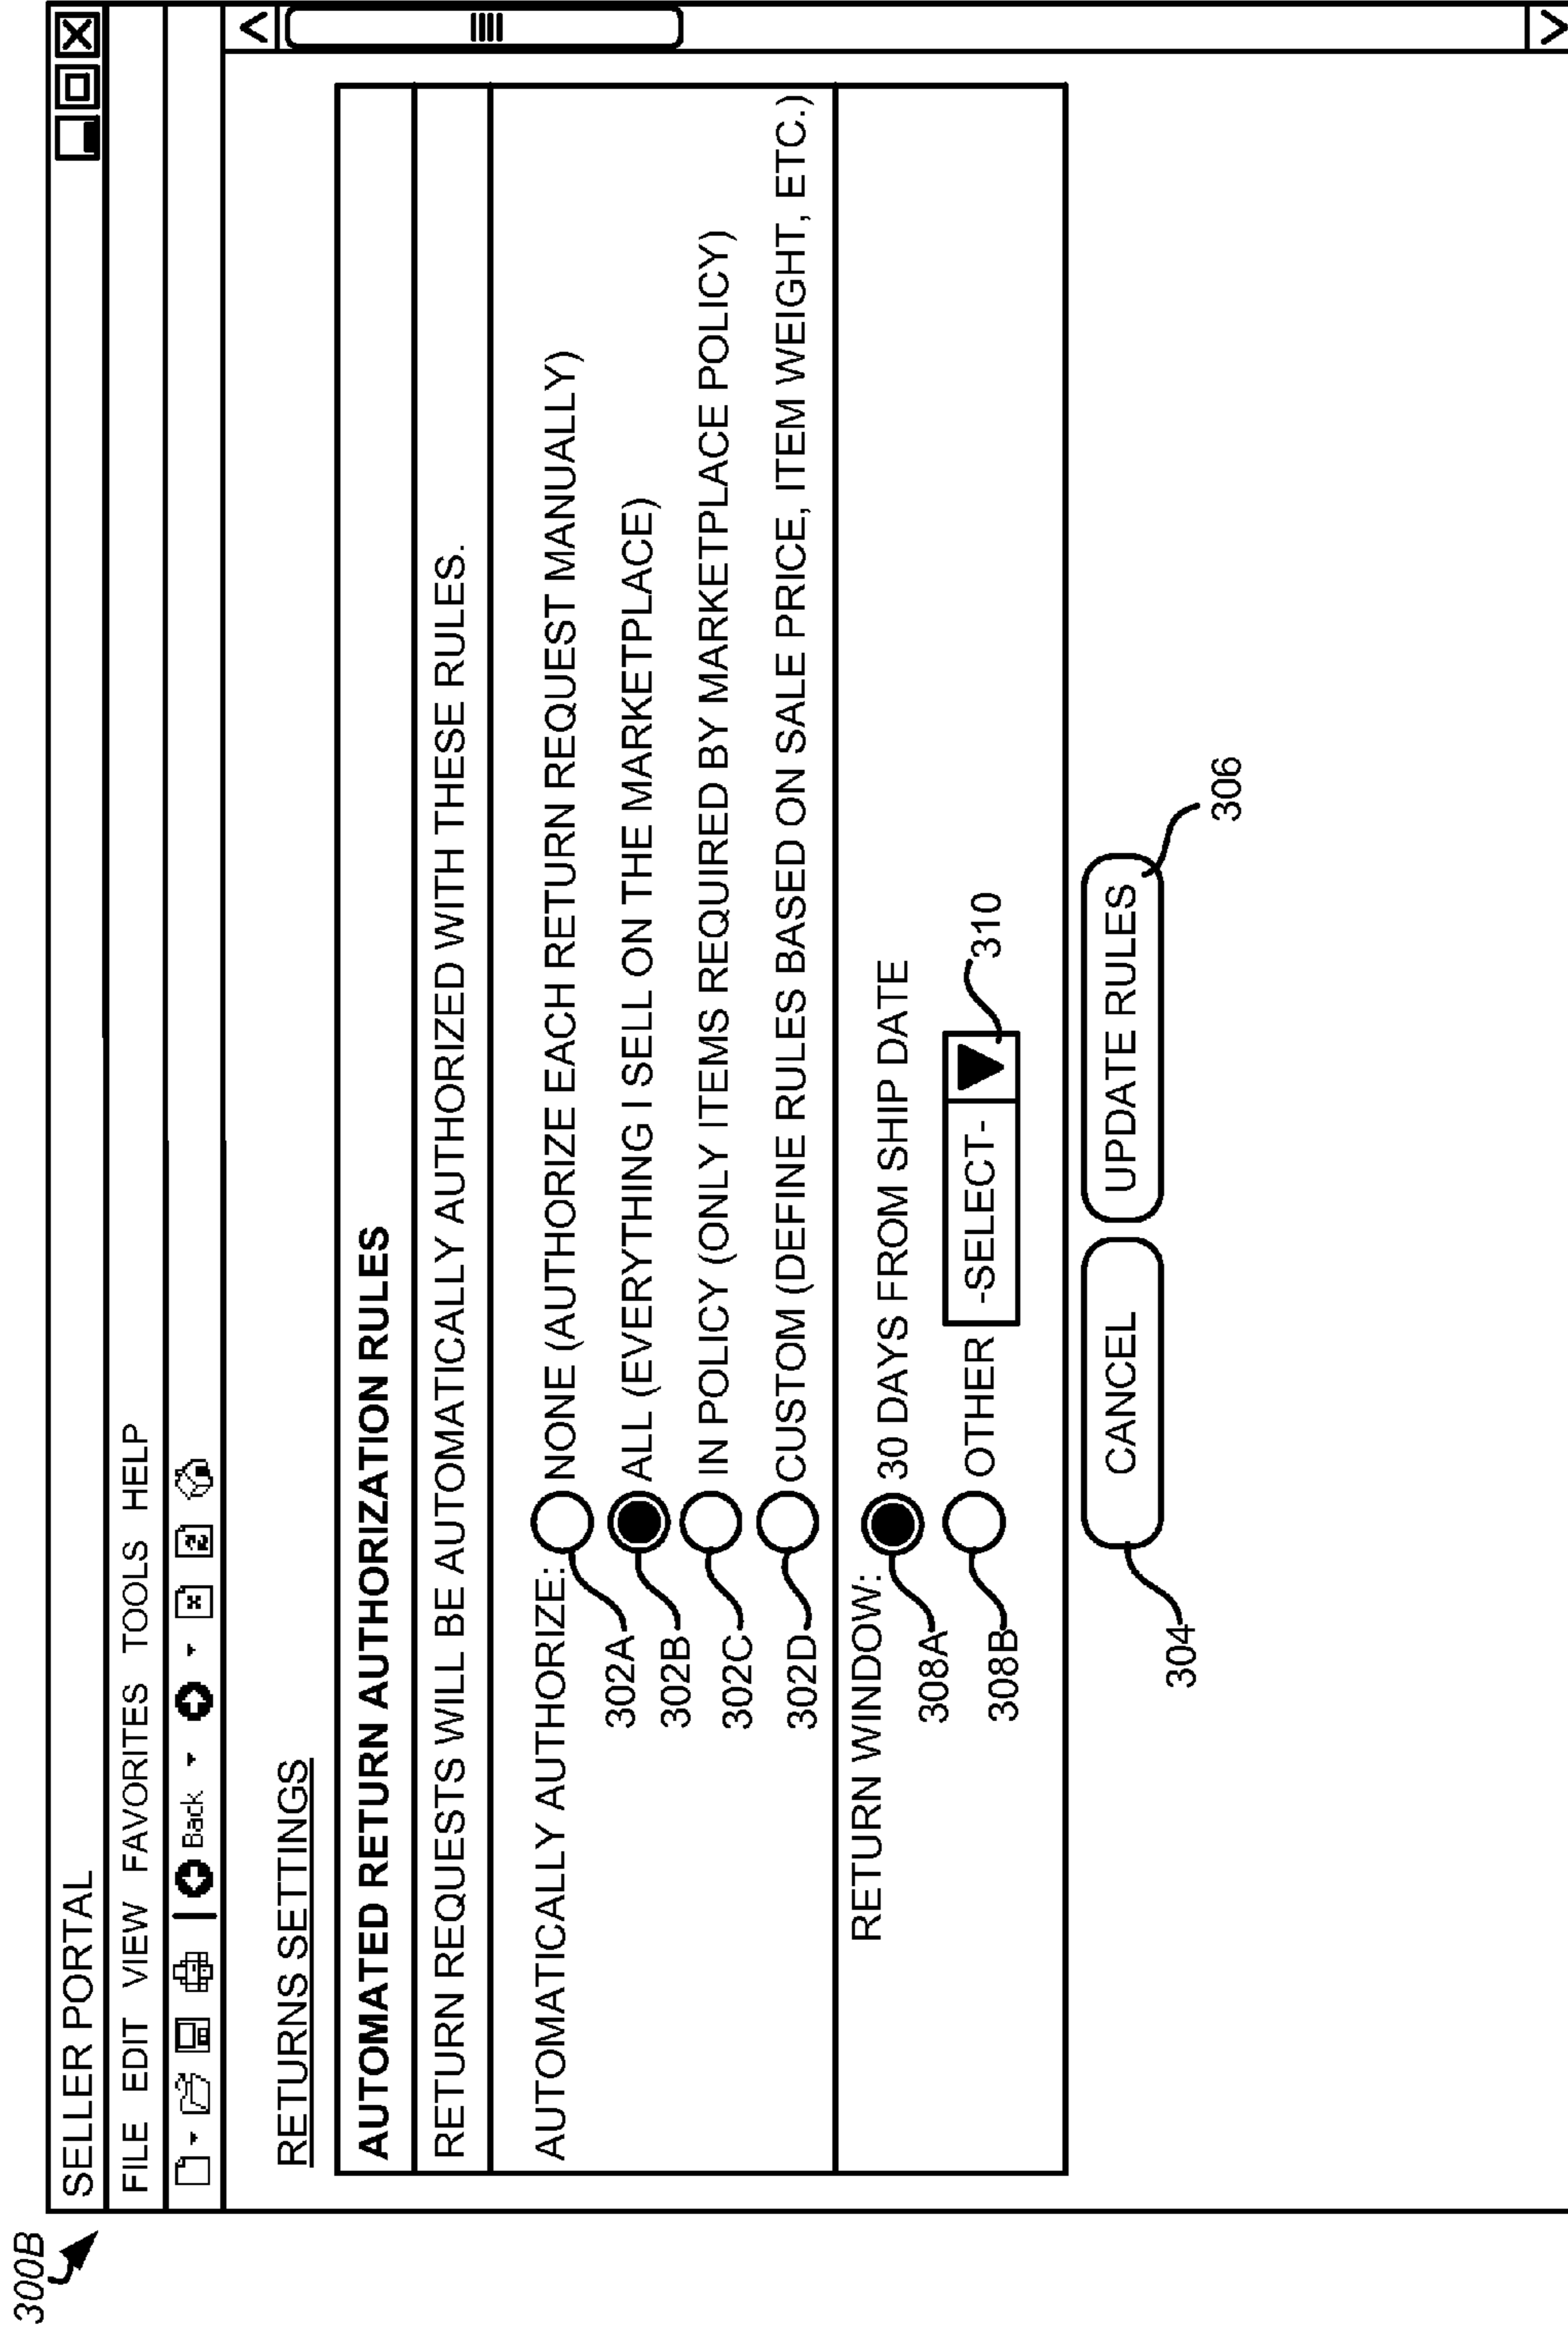 300B
SELLER PORTAL
FILE EDIT VIEW FAVORITES TOOLS HELP
Back
RETURNS SETTINGS
AUTOMATED RETURN AUTHORIZATION RULES
RETURN REQUESTS WILL BE AUTOMATICALLY AUTHORIZED WITH THESE RULES.
AUTOMATICALLY AUTHORIZE: NONE (AUTHORIZE EACH RETURN REQUEST MANUALLY)
302A
ALL (EVERYTHING I SELL ON THE MARKETPLACE)
302B
IN POLICY (ONLY ITEMS REQUIRED BY MARKETPLACE POLICY)
302C
CUSTOM (DEFINE RULES BASED ON SALE PRICE, ITEM WEIGHT, ETC.)
302D
RETURN WINDOW: 30 DAYS FROM SHIP DATE
308A
OTHER -SELECT- 310
308B
CANCEL UPDATE RULES
304 306